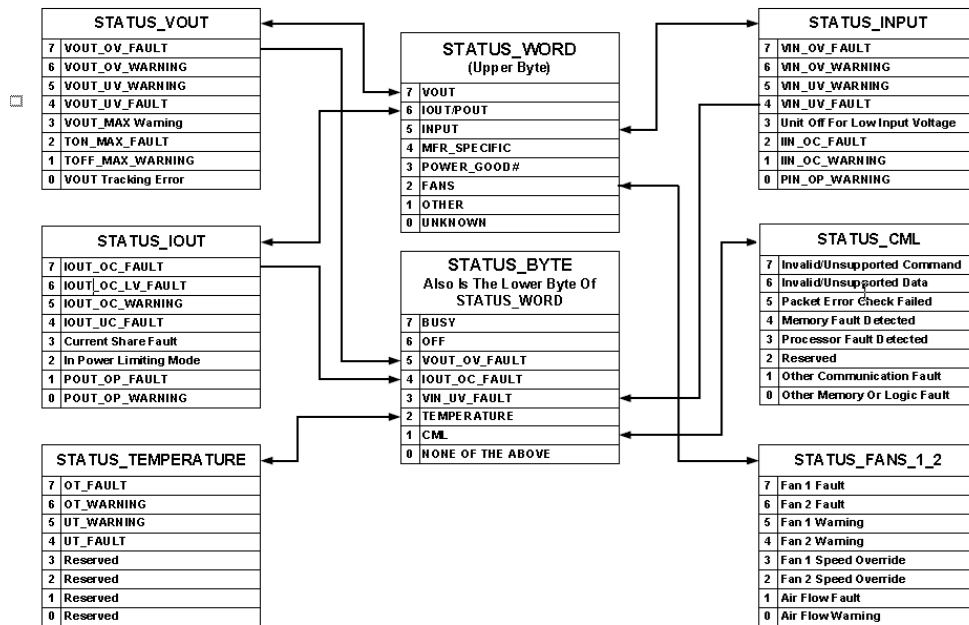 STATUS_VOUT
7 VOUT_OV_FAULT
6 VOUT_OV_WARNING
5 VOUT_UV_WARNING
4 VOUT_UV_FAULT
3 VOUT_MAX Warning
2 TON_MAX_FAULT
1 TOFF_MAX_WARNING
0 VOUT Tracking Error
STATUS_IOUT
7 IOUT_OC_FAULT
6 IOUT_OC_LV_FAULT
5 IOUT_OC_WARNING
4 IOUT_UC_FAULT
3 Current Share Fault
2 In Power Limiting Mode
1 POUT_OP_FAULT
0 POUT_OP_WARNING
STATUS_TEMPERATURE
7 OT_FAULT
6 OT_WARNING
5 UT_WARNING
4 UT_FAULT
3 Reserved
2 Reserved
1 Reserved
0 Reserved
STATUS_WORD
(Upper Byte)
7 VOUT
6 IOUT/POUT
5 INPUT
4 MFR_SPECIFIC
3 POWER_GOOD#
2 FANS
1 OTHER
0 UNKNOWN
STATUS_BYTE
Also Is The Lower Byte Of
STATUS_WORD
7 BUSY
6 OFF
5 VOUT_OV_FAULT
4 IOUT_OC_FAULT
3 VIN_UV_FAULT
2 TEMPERATURE
1 CML
0 NONE OF THE ABOVE
STATUS_INPUT
7 VIN_OV_FAULT
6 VIN_OV_WARNING
5 VIN_UV_WARNING
4 VIN_UV_FAULT
3 Unit Off For Low Input Voltage
2 IIN_OC_FAULT
1 IIN_OC_WARNING
0 PIN_OP_WARNING
STATUS_CML
7 Invalid/Unsupported Command
6 Invalid/Unsupported Data
5 Packet Error Check Failed
4 Memory Fault Detected
3 Processor Fault Detected
2 Reserved
1 Other Communication Fault
0 Other Memory Or Logic Fault
STATUS_FANS_1_2
7 Fan 1 Fault
6 Fan 2 Fault
5 Fan 1 Warning
4 Fan 2 Warning
3 Fan 1 Speed Override
2 Fan 2 Speed Override
1 Air Flow Fault
0 Air Flow Warning